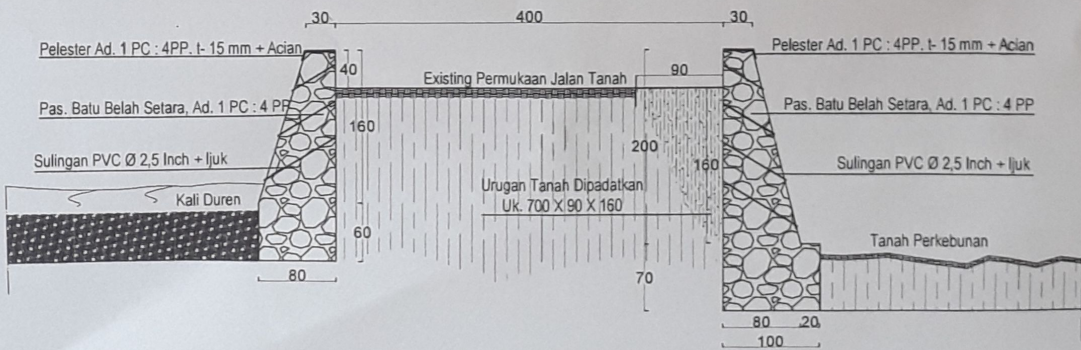 30 400 30
Pelester Ad. 1 PC : 4PP. t- 15 mm + Acian
40
Existing Permukaan Jalan Tanah
90
Pelester Ad. 1 PC : 4PP. t- 15 mm + Acian
Pas. Batu Belah Setara, Ad. 1 PC : 4 PP
160
Pas. Batu Belah Setara, Ad. 1 PC : 4 PP
200
160
Sulingan PVC Ø 2,5 Inch + Ijuk
Sulingan PVC Ø 2,5 Inch + Ijuk
Urugan Tanah Dipadatkan
Uk. 700 X 90 X 160
Kali Duren
60
Tanah Perkebunan
80
70
80 20
100